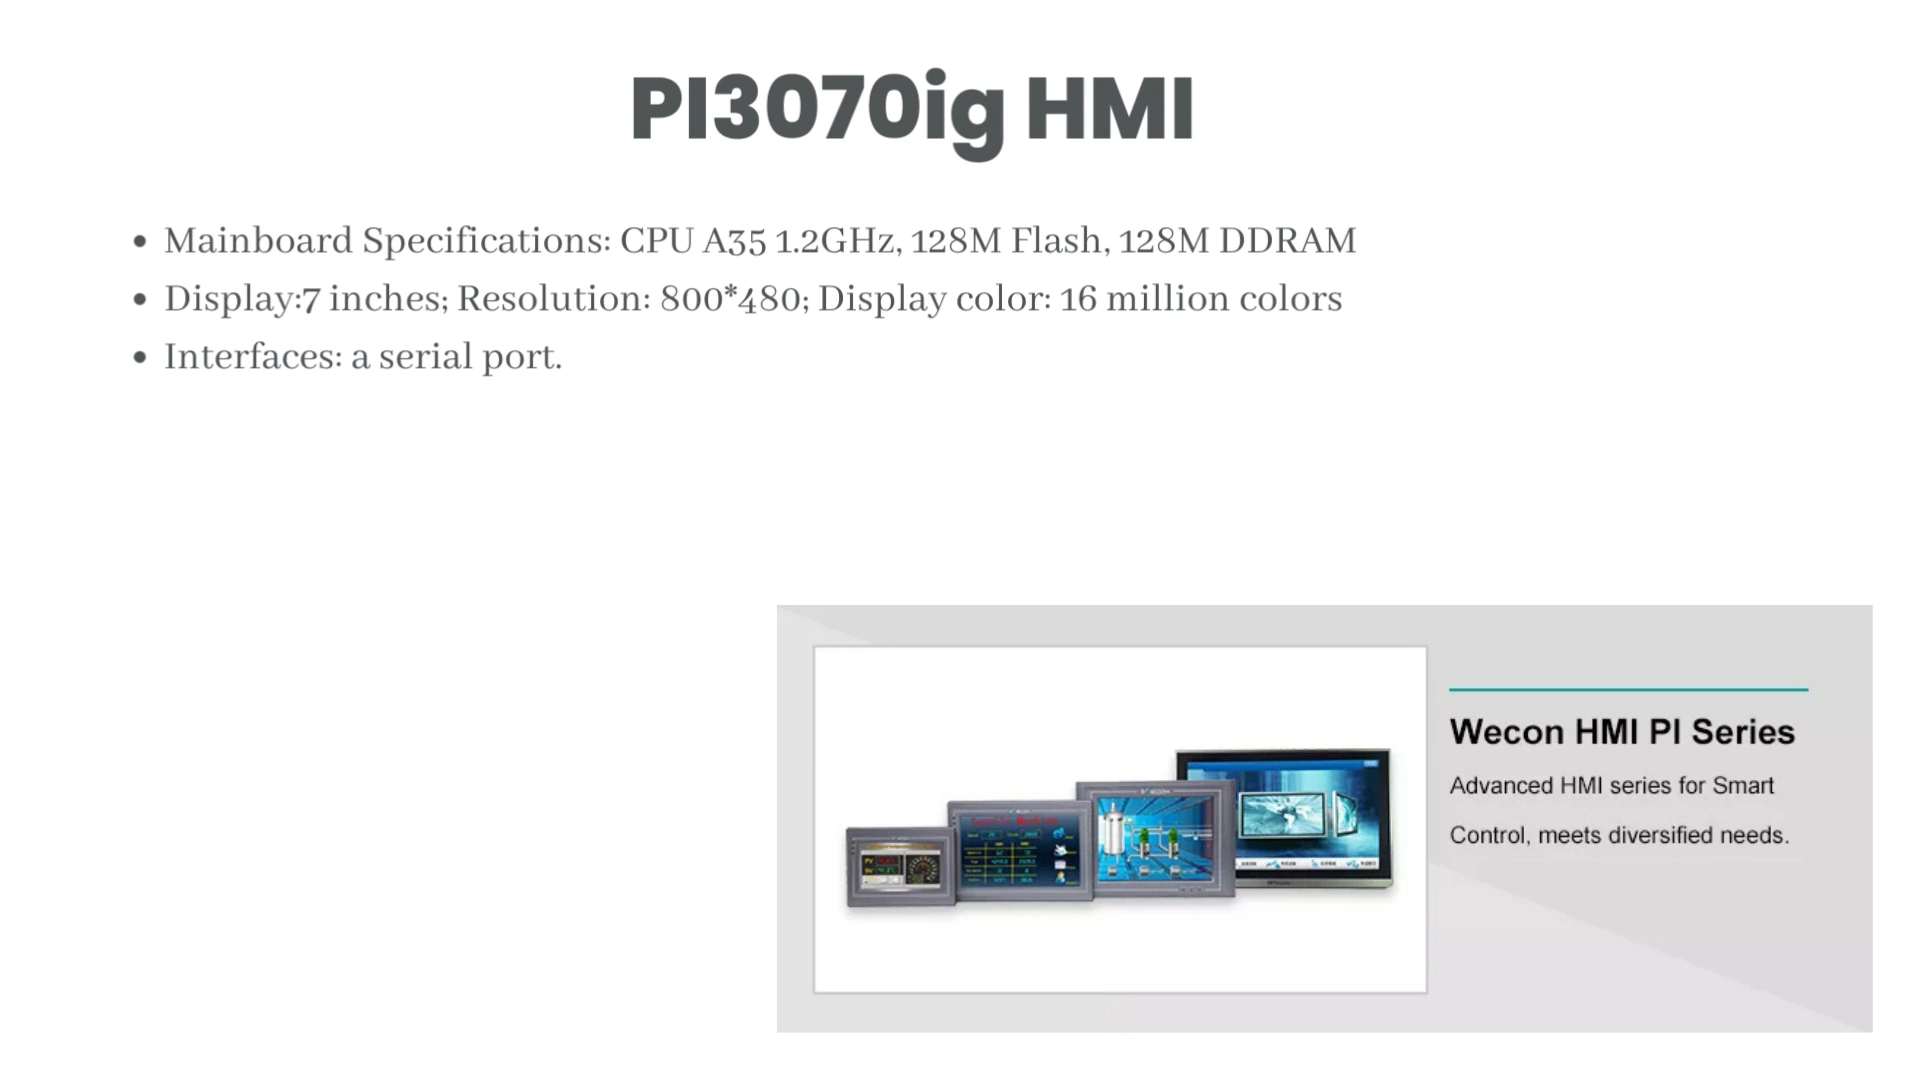 PI3070ig HMI
Mainboard Specifications: CPU A35 1.2GHz, 128M Flash, 128M DDRAM
Display:7 inches; Resolution: 800*480; Display color: 16 million colors
Interfaces: a serial port.
Wecon HMI PI Series
Advanced HMI series for Smart
Control, meets diversified needs.